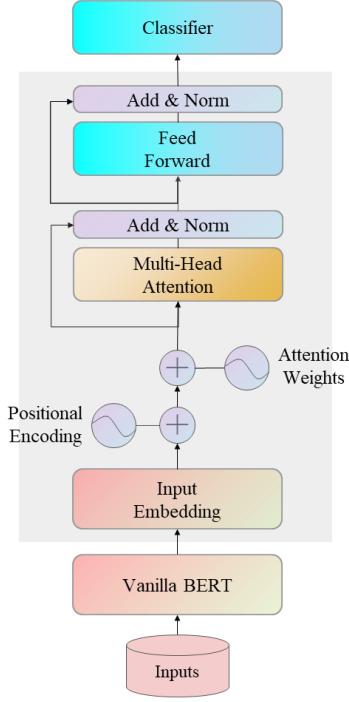 Classifier
Add & Norm
Feed
Forward
Add & Norm
Multi-Head
Attention
Attention
Weights
Positional
Encoding
Input
Embedding
Vanilla BERT
Inputs